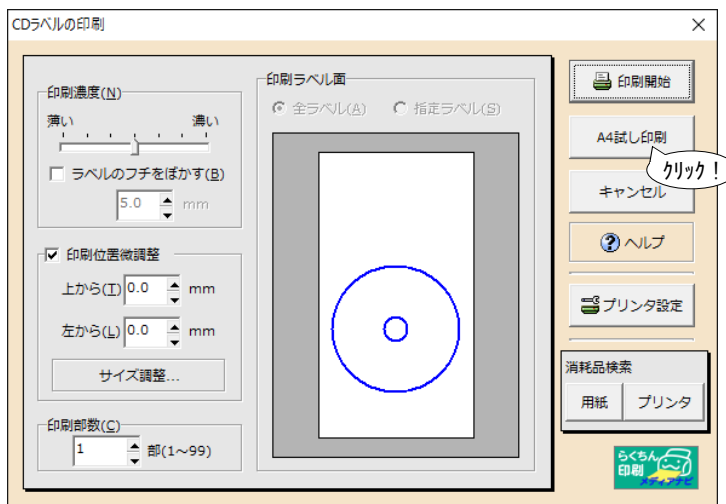 CDラベルの印刷
印刷濃度(N)
薄い 濃い
ラベルのフチをぼかす(B)
5.0 mm
印刷位置微調整
上から(T) 0.0 mm
左から(L) 0.0 mm
サイズ調整...
印刷部数(C)
1 部(1~99)
印刷ラベル面
全ラベル(A) 指定ラベル(S)
印刷開始
A4試し印刷
クリック!
キャンセル
ヘルプ
プリンタ設定
消耗品検索
用紙 プリンタ
らくちん
印刷
メディアナビ